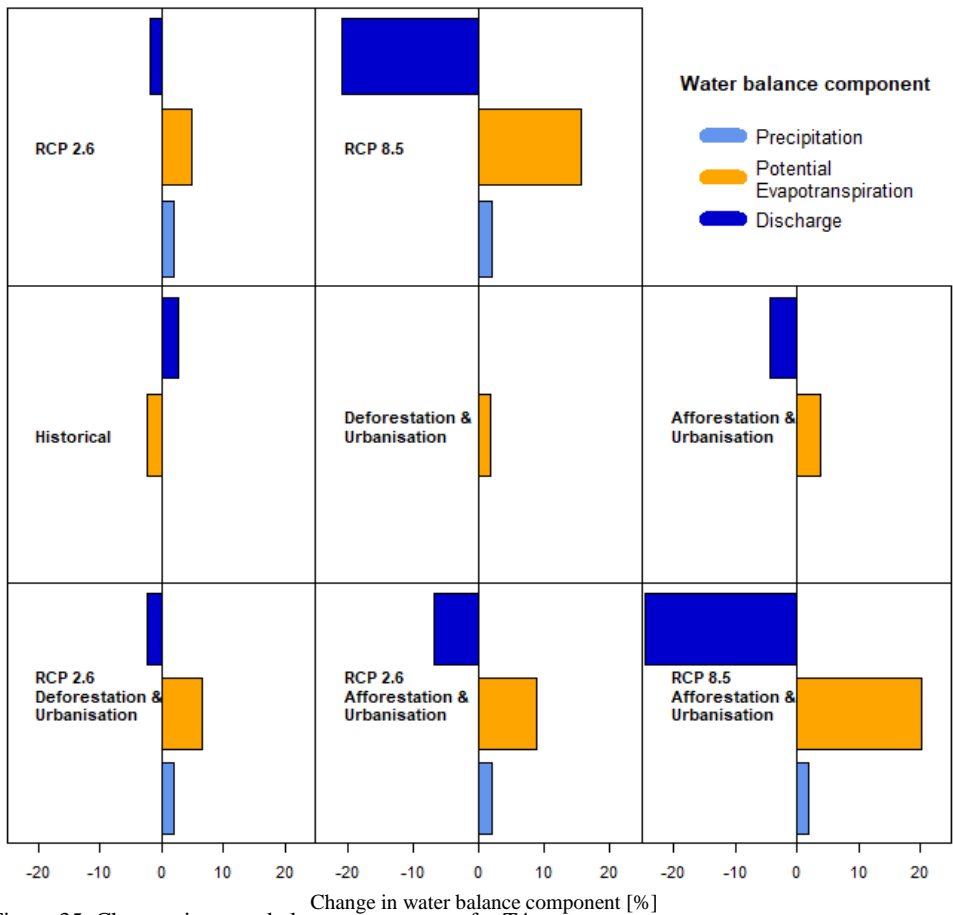 Water balance component
Precipitation
Potential
Evapotranspiration
Discharge
RCP 2.6
RCP 8.5
Historical
Deforestation &
Urbanisation
Afforestation &
Urbanisation
RCP 2.6
Deforestation &
Urbanisation
RCP 2.6
Afforestation &
Urbanisation
RCP 8.5
Afforestation &
Urbanisation
-20 -10 0 10 20 -20 -10 0 10 20 -20 -10 0 10 20
Change in water balance component [%]